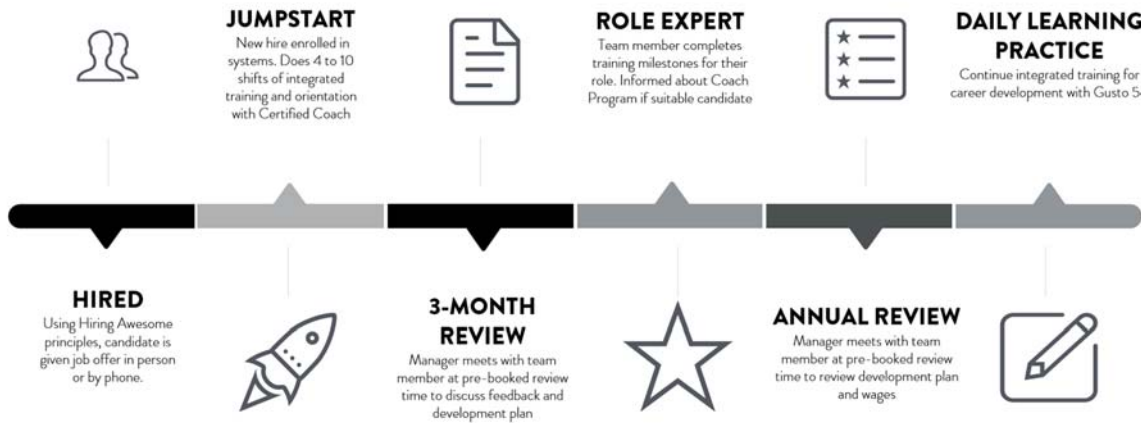 JUMPSTART
New hire enrolled in
systems. Does 4 to 10
shifts of integrated
training and orientation
with Certified Coach
ROLE EXPERT
Team member completes
training milestones for their
role. Informed about Coach
Program if suitable candidate
DAILY LEARNING
PRACTICE
Continue integrated training for
career development with Gusto
HIRED
Using Hiring Awesome
principles, candidate is
given job offer in person
or by phone.
3-MONTH
REVIEW
Manager meets with team
member at pre-booked review
time to discuss feedback and
development plan
ANNUAL REVIEW
Manager meets with team
member at pre-booked review
time to review development plan
and wages